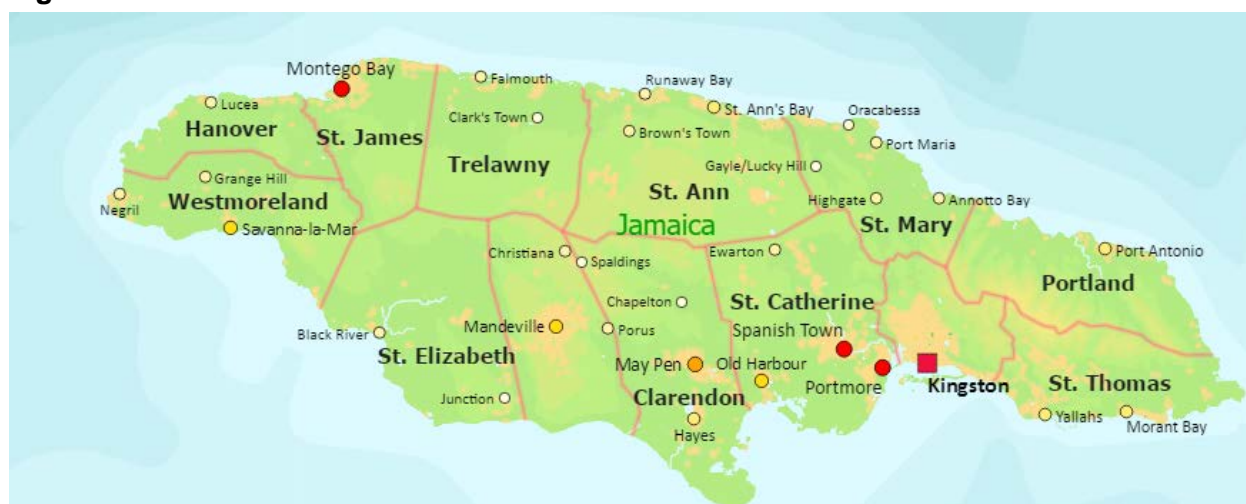 Montego Bay
Falmouth
Runaway Bay
Lucea
St. Ann's Bay
Oracabessa
Hanover
St. James
Clark's Town
Brown's Town
Port Maria
Trelawny
Gayle/Lucky Hill
Grange Hill
St. Ann
Negril
Westmoreland
Highgate
Annotto Bay
Savanna-la-Mar
Jamaica
St. Mary
Christiana
Spaldings
Ewarton
Port Antonio
Portland
Chapelton
St. Catherine
Black River
Mandeville
Porus
Spanish Town
St. Elizabeth
May Pen
Old Harbour
Portmore
Kingston
St. Thomas
Junction
Clarendon
Yallahs
Morant Bay
Hayes